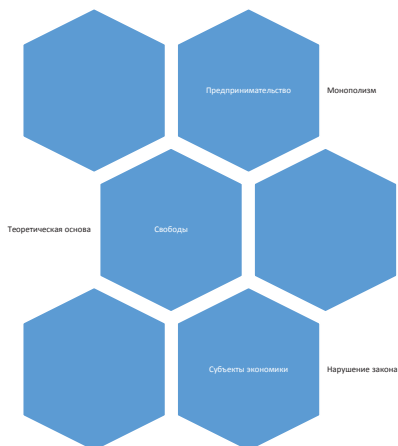 Предпринимательство
Монополизм
Теоретическая основа
Свободы
Субъекты экономики
Нарушение закона